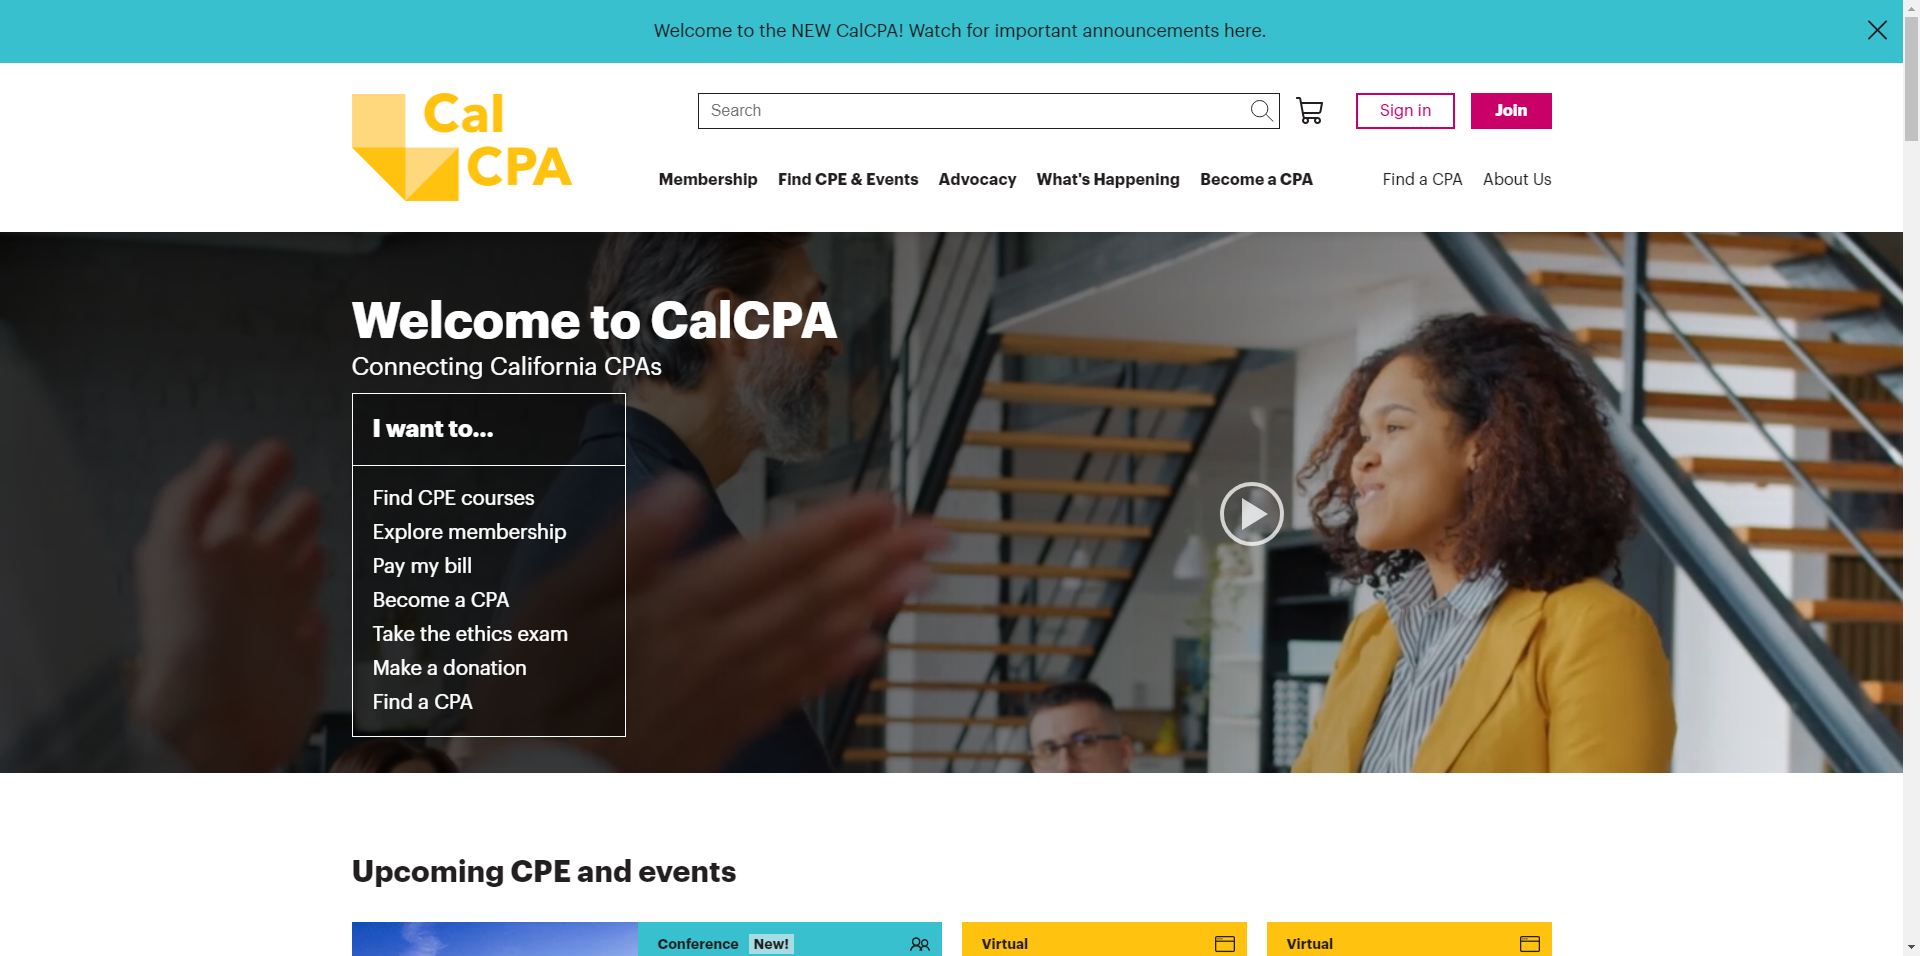 Welcome to the NEW CalCPA! Watch for important announcements here.
Cal
CPA
Search
Sign in
Join
Membership
Find CPE & Events
Advocacy
What's Happening
Become a CPA
Find a CPA
About Us
Welcome to CalCPA
Connecting California CPAs
I want to...
Find CPE courses
Explore membership
Pay my bill
Become a CPA
Take the ethics exam
Make a donation
Find a CPA
Upcoming CPE and events
Conference New!
Virtual
Virtual